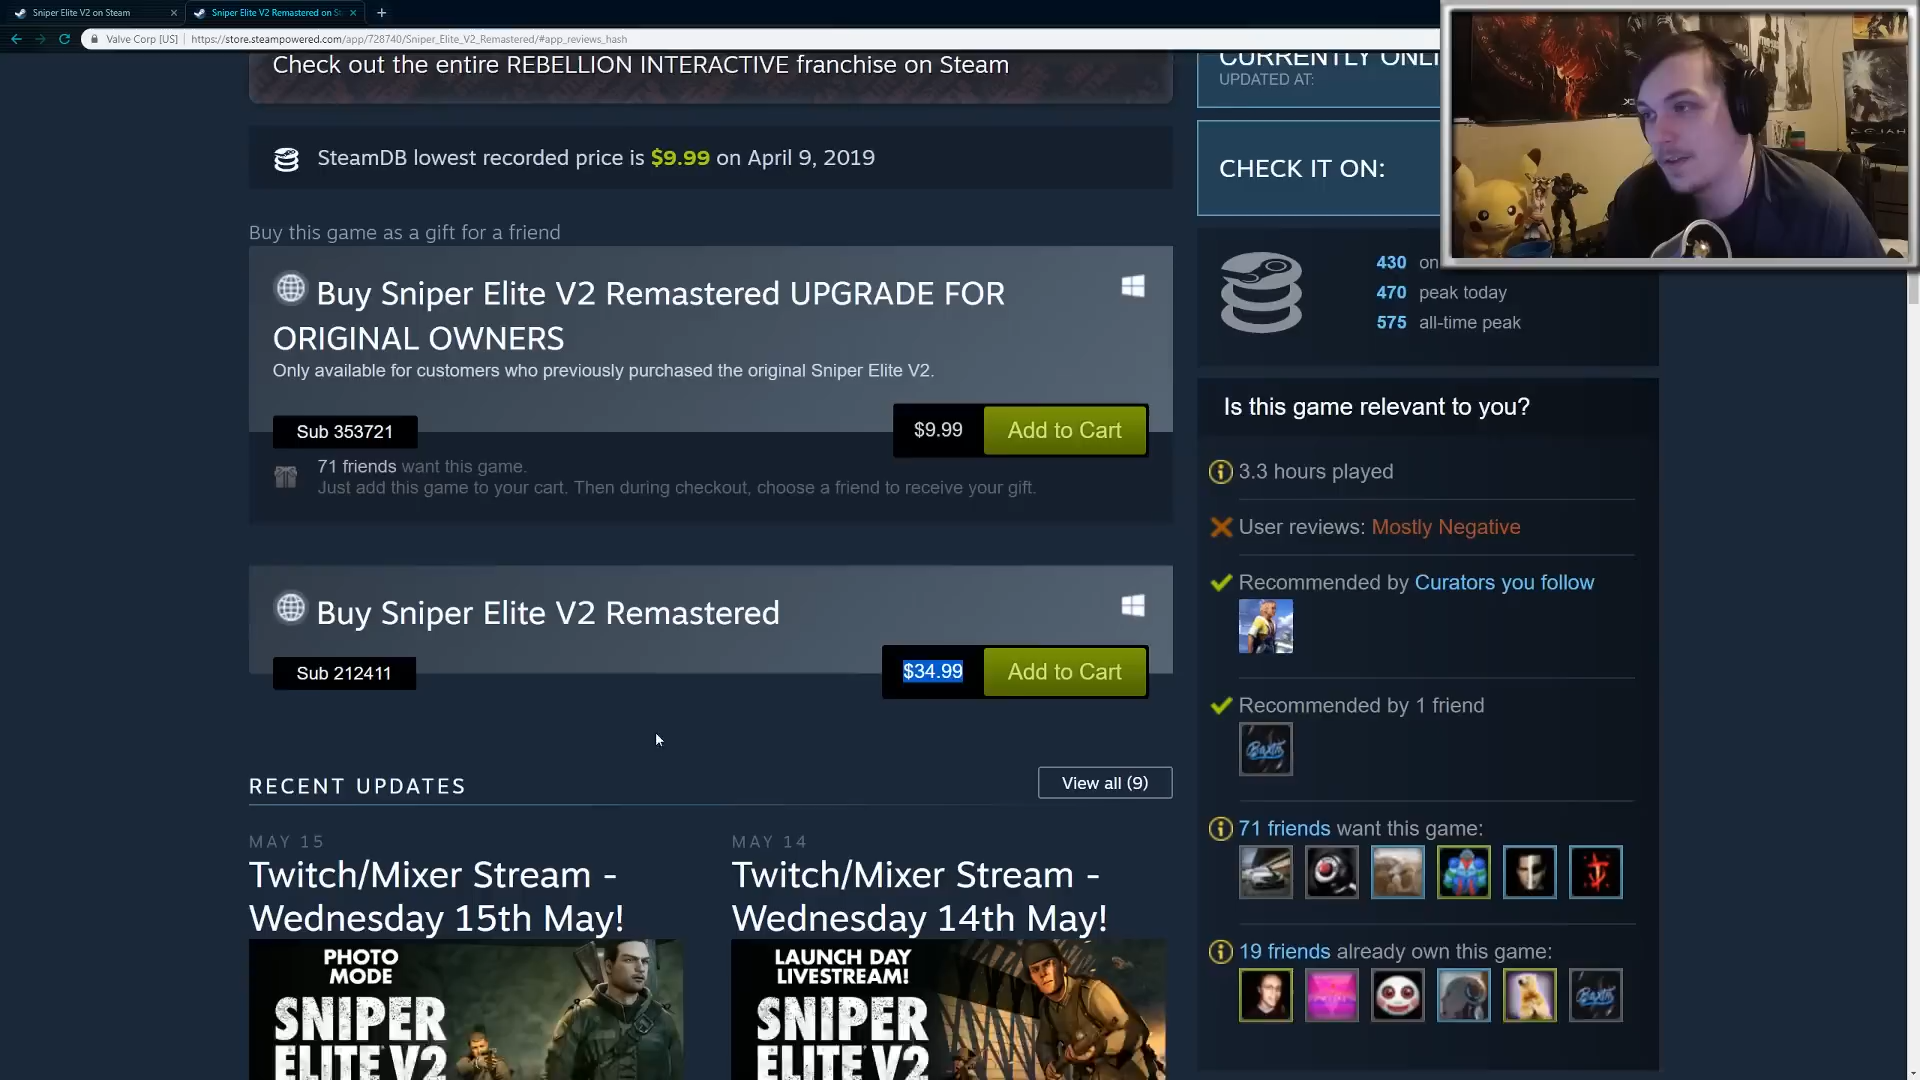 Sniper Elite V2 on Steam
Sniper Elite V2 Remastered on St
Valve Corp [US] | https://store.steampowered.com/app/728740/Sniper_Elite_V2_Remastered/#app_reviews_hash
Check out the entire REBELLION INTERACTIVE franchise on Steam
SteamDB lowest recorded price is $9.99 on April 9, 2019
Buy this game as a gift for a friend
Buy Sniper Elite V2 Remastered UPGRADE FOR
ORIGINAL OWNERS
Only available for customers who previously purchased the original Sniper Elite V2.
Sub 353721
$9.99
Add to Cart
71 friends want this game.
Just add this game to your cart. Then during checkout, choose a friend to receive your gift.
Buy Sniper Elite V2 Remastered
Sub 212411
$34.99
Add to Cart
RECENT UPDATES
View all (9)
MAY 15
Twitch/Mixer Stream -
Wednesday 15th May!
PHOTO
MODE
SNIPER
ELITE V2
MAY 14
Twitch/Mixer Stream -
Wednesday 14th May!
LAUNCH DAY
LIVESTREAM!
SNIPER
ELITE V2
CURRENTLY ONLI
UPDATED AT:
CHECK IT ON:
430 on
470 peak today
575 all-time peak
Is this game relevant to you?
3.3 hours played
User reviews: Mostly Negative
Recommended by Curators you follow
Recommended by 1 friend
Baxtis
71 friends want this game:
19 friends already own this game:
Baxtis